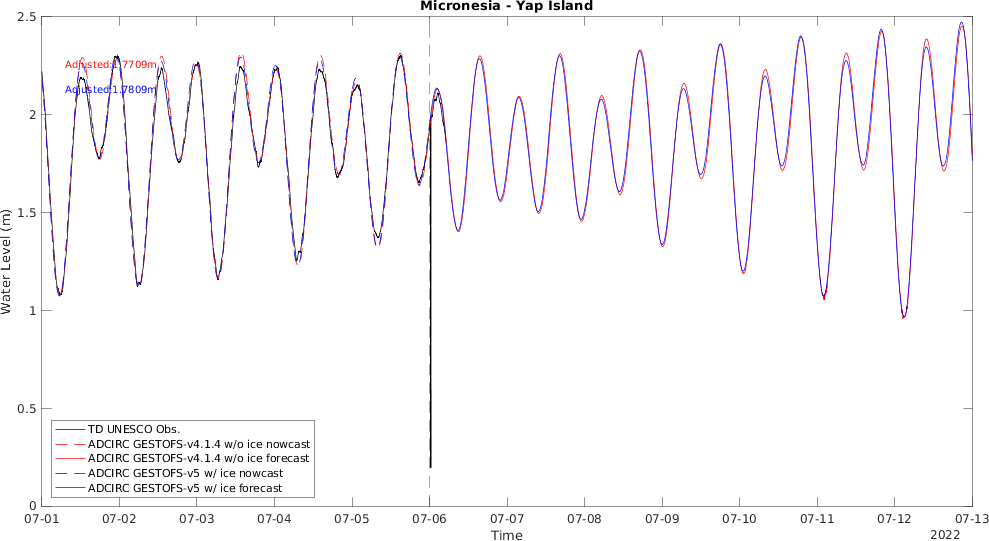 Micronesia - Yap Island
2.5
2
1.5
1
0.5
0
Water Level (m)
Adjusted:1.7709m
Adjusted:1.7809m
TD UNESCO Obs.
ADCIRC GESTOFS-v4.1.4 w/o ice nowcast
ADCIRC GESTOFS-v4.1.4 w/o ice forecast
ADCIRC GESTOFS-v5 w/ ice nowcast
ADCIRC GESTOFS-v5 w/ ice forecast
07-01 07-02 07-03 07-04 07-05 07-06 07-07 07-08 07-09 07-10 07-11 07-12 07-13
Time
2022